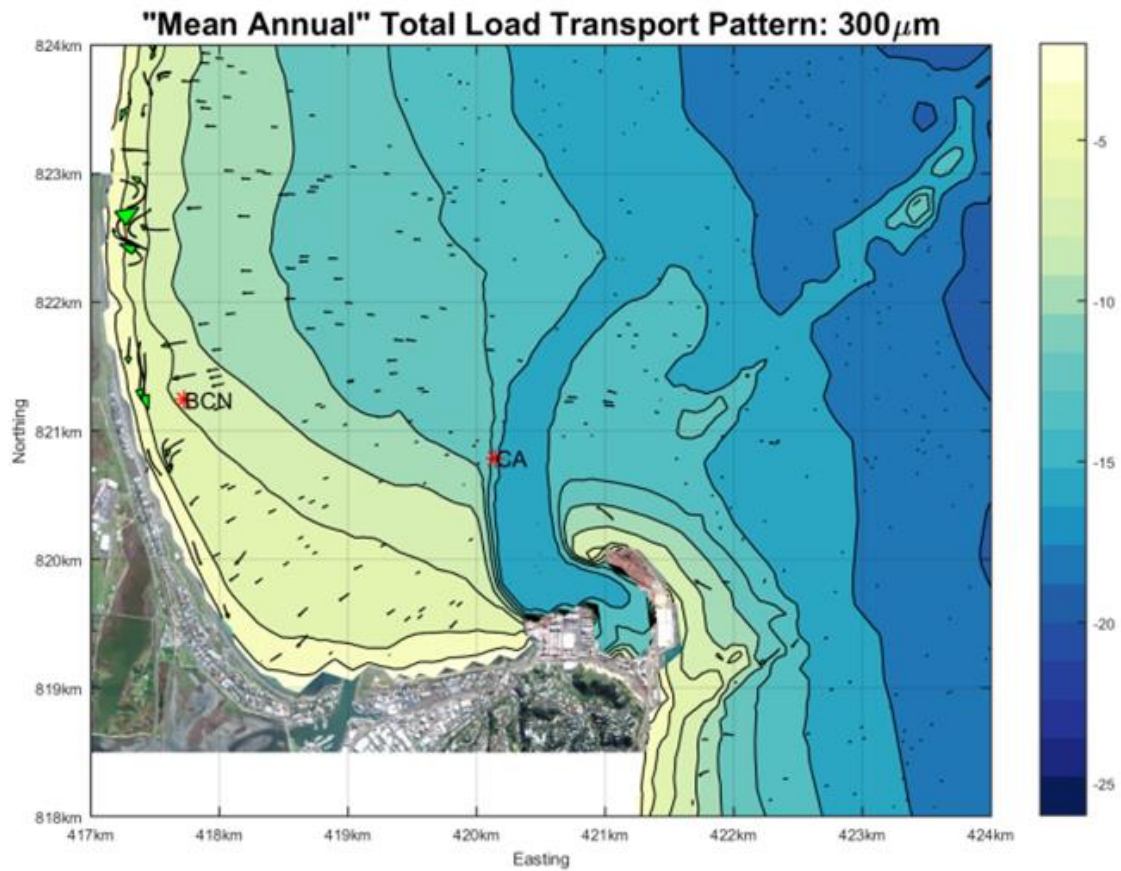 "Mean Annual" Total Load Transport Pattern: 300μm
824km
823km
822km
821km
820km
819km
818km
Northing
BCN
CA
417km 418km 419km 420km 421km 422km 423km 424km
Easting
-5
-10
-15
-20
-25